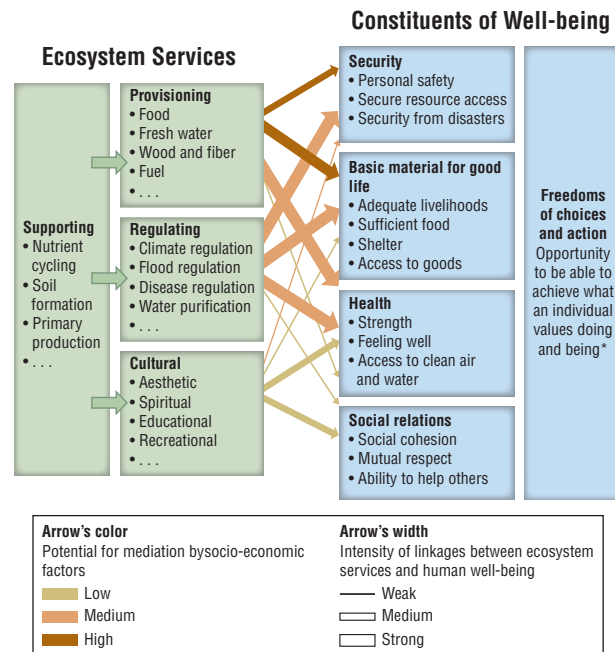 Constituents of Well-being
Ecosystem Services
Supporting
• Nutrient
cycling
• Soil
formation
• Primary
production
• . . .
Provisioning
• Food
• Fresh water
• Wood and fiber
• Fuel
• . . .
Regulating
• Climate regulation
• Flood regulation
• Disease regulation
• Water purification
• . . .
Cultural
• Aesthetic
• Spiritual
• Educational
• Recreational
• . . .
Security
• Personal safety
• Secure resource access
• Security from disasters
Basic material for good
life
• Adequate livelihoods
• Sufficient food
• Shelter
• Access to goods
Health
• Strength
• Feeling well
• Access to clean air
and water
Social relations
• Social cohesion
• Mutual respect
• Ability to help others
Freedoms
of choices
and action
Opportunity
to be able to
achieve what
an individual
values doing
and being*
Arrow's color
Potential for mediation bysocio-economic
factors
Low
Medium
High
Arrow's width
Intensity of linkages between ecosystem
services and human well-being
Weak
Medium
Strong